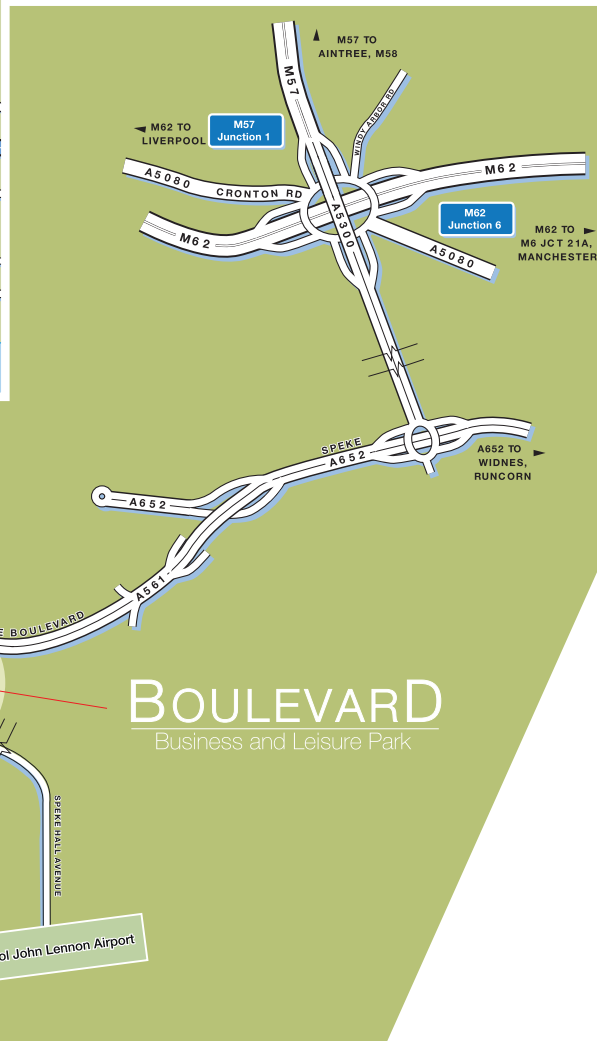 M57 TO
AINTREE, M58
M57
WINDY ARBOR RD
M62 TO
LIVERPOOL
M57
Junction 1
A5080
CRONTON RD
M62
A5300
M62
M62
Junction 6
A5080
M62 TO
M6 JCT 21A,
MANCHESTER
SPEKE
A652
A652 TO
WIDNES,
RUNCORN
A652
A561
E BOULEVARD
BOULEVARD
Business and Leisure Park
SPEKE HALL AVENUE
ol John Lennon Airport